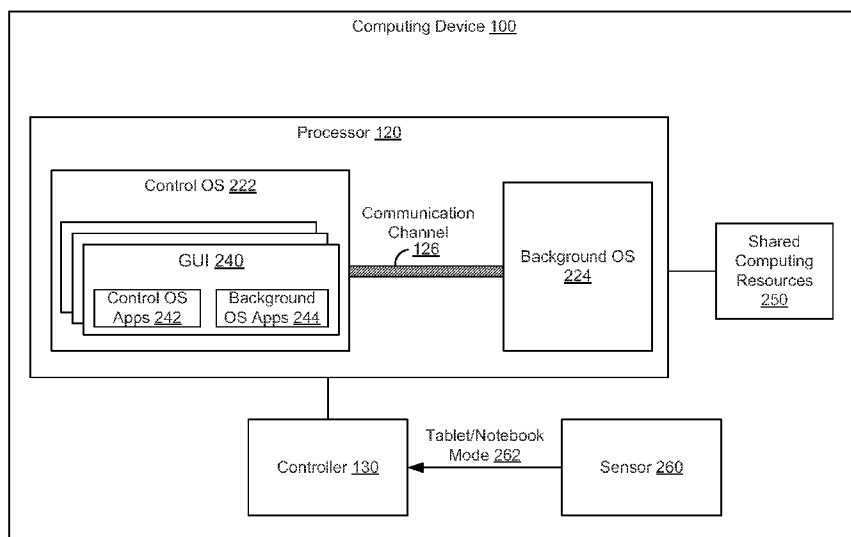 Computing Device 100
Processor 120
Control OS 222
Communication
Channel
126
GUI 240
Control OS
Apps 242
Background
OS Apps 244
Background OS
224
Shared
Computing
Resources
250
Controller 130
Tablet/Notebook
Mode 262
Sensor 260